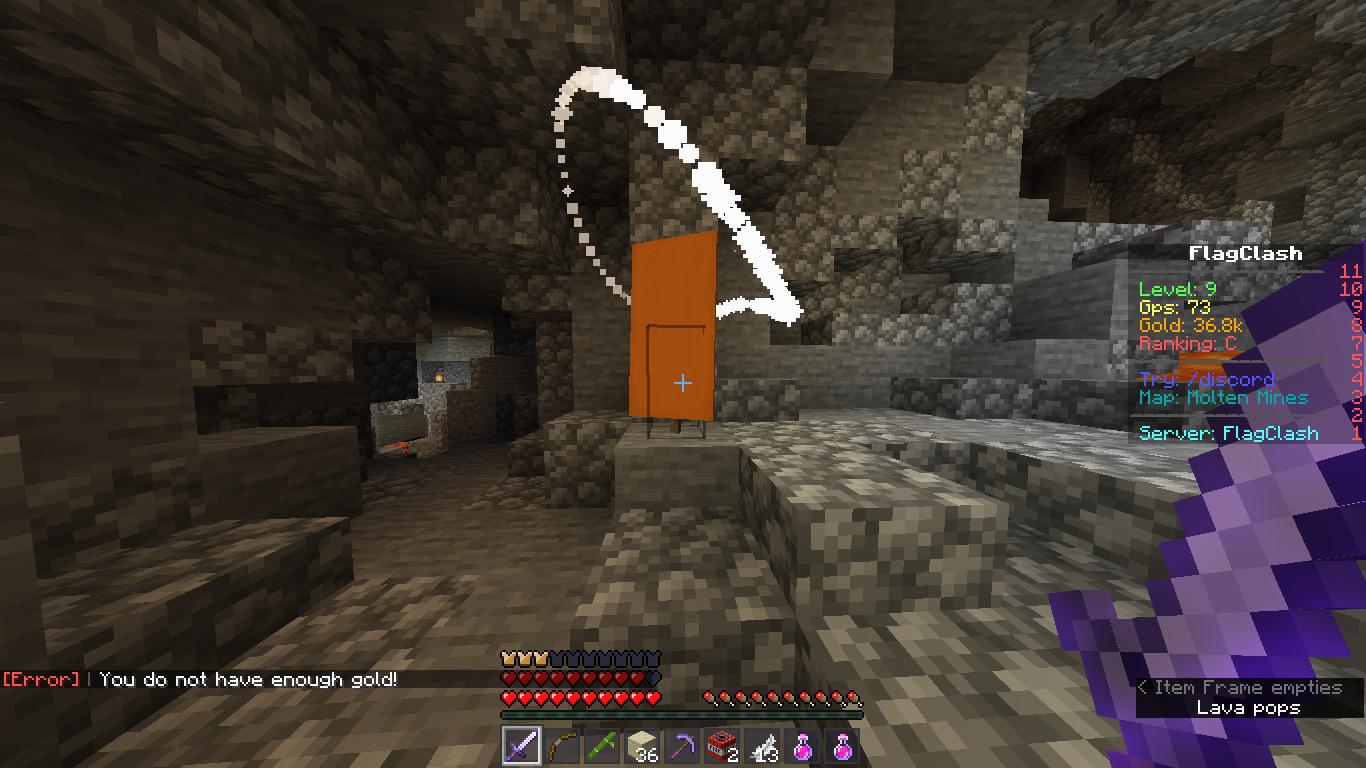 FlagClash
11
Level: 9
10
Gps: 73
9
Gold: 36.8k
8
Ranking: C
7
5
Try: /discord
4
Map: Molten Mines
3
2
Server: FlagClash
1
[Error] | You do not have enough gold!
< Item Frame empties
Lava pops
36
2
13